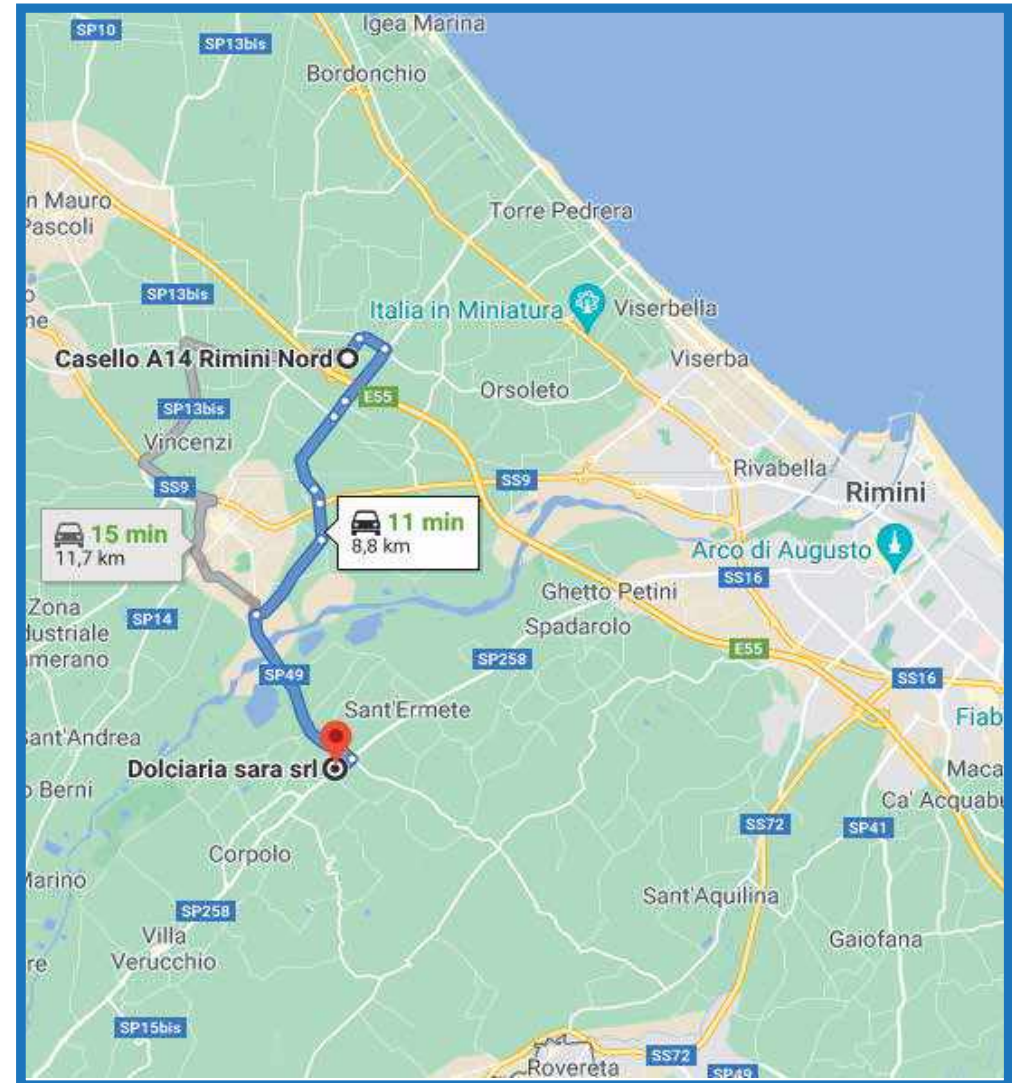 Igea Marina
SP10
SP13bis
Bordonchio
n Mauro
Pascoli
Torre Pedrera
SP13bis
Italia in Miniatura
Viserbella
ne
Casello A14 Rimini Nord
Viserba
E55
Orsoleto
SP13bis
Vincenzi
SS9
SS9
Rivabella
Rimini
15 min
11,7 km
11 min
8,8 km
Arco di Augusto
SS16
Ghetto Petini
Zona
dustriale
merano
SP14
Spadarolo
SP258
E55
SP49
SS16
Sant'Ermete
Fiab
Sant'Andrea
Dolciaria sara srl
o Berni
Maca
Ca' Acquabu
SS72
SP41
Corpolo
Marino
Sant'Aquilina
SP258
Villa
Verucchio
Gaiofana
re
SP15bis
SS72
Rovereta
SP49